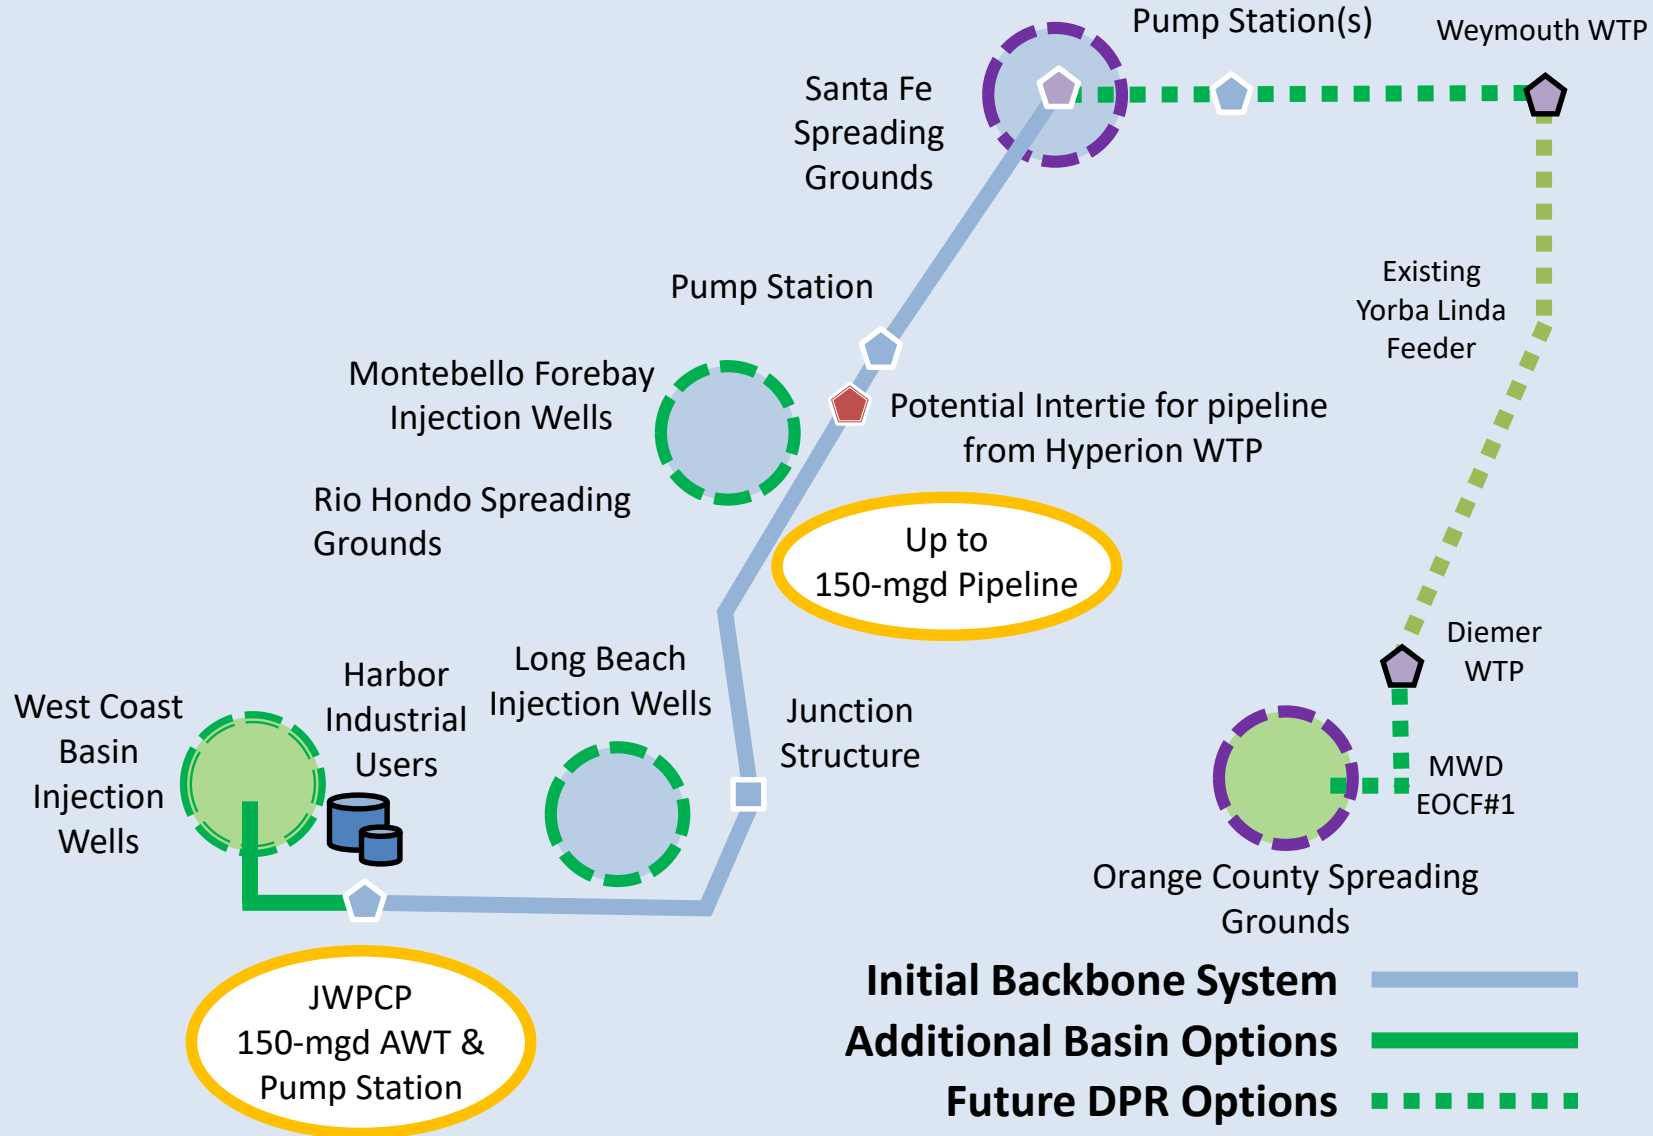 Pump Station(s)
Weymouth WTP
Santa Fe
Spreading
Grounds
Pump Station
Existing
Yorba Linda
Feeder
Montebello Forebay
Injection Wells
Potential Intertie for pipeline
from Hyperion WTP
Rio Hondo Spreading
Grounds
Up to
150-mgd Pipeline
Diemer
WTP
Long Beach
Injection Wells
Harbor
Industrial
Users
West Coast
Basin
Injection
Wells
Junction
Structure
MWD
EOCF#1
Orange County Spreading
Grounds
JWPCP
150-mgd AWT &
Pump Station
Initial Backbone System
Additional Basin Options
Future DPR Options